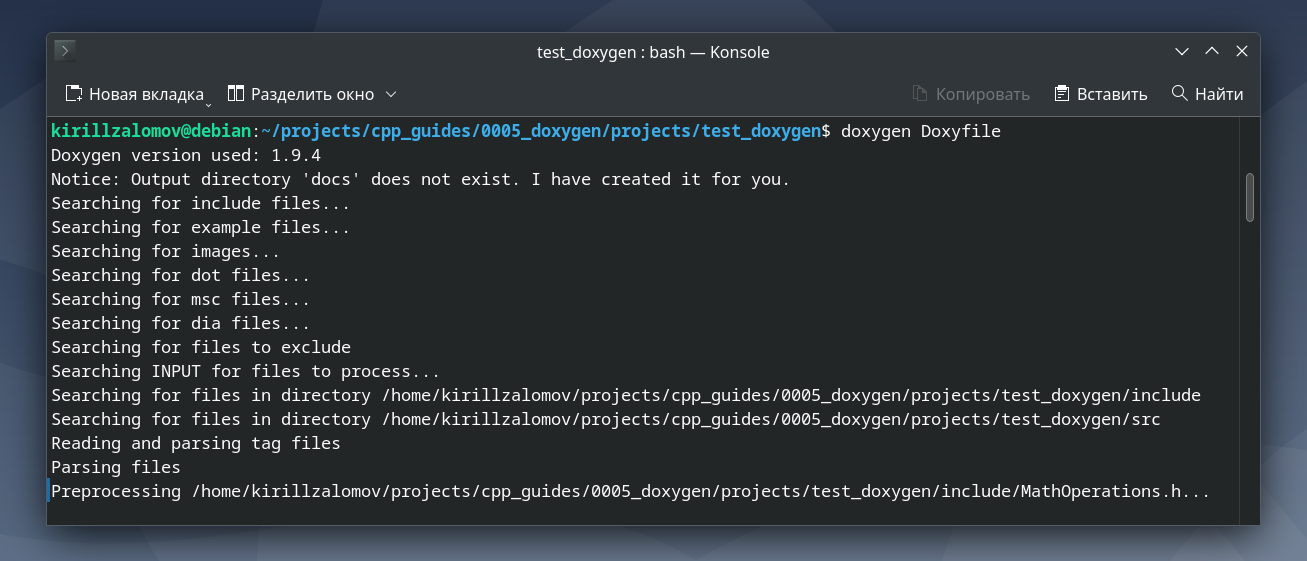 test_doxygen : bash — Konsole
Новая вкладка Разделить окно Копировать Вставить Найти
kirillzalomov@debian:~/projects/cpp_guides/0005_doxygen/projects/test_doxygen$ doxygen Doxyfile
Doxygen version used: 1.9.4
Notice: Output directory 'docs' does not exist. I have created it for you.
Searching for include files...
Searching for example files...
Searching for images...
Searching for dot files...
Searching for msc files...
Searching for dia files...
Searching for files to exclude
Searching INPUT for files to process...
Searching for files in directory /home/kirillzalomov/projects/cpp_guides/0005_doxygen/projects/test_doxygen/include
Searching for files in directory /home/kirillzalomov/projects/cpp_guides/0005_doxygen/projects/test_doxygen/src
Reading and parsing tag files
Parsing files
Preprocessing /home/kirillzalomov/projects/cpp_guides/0005_doxygen/projects/test_doxygen/include/MathOperations.h...